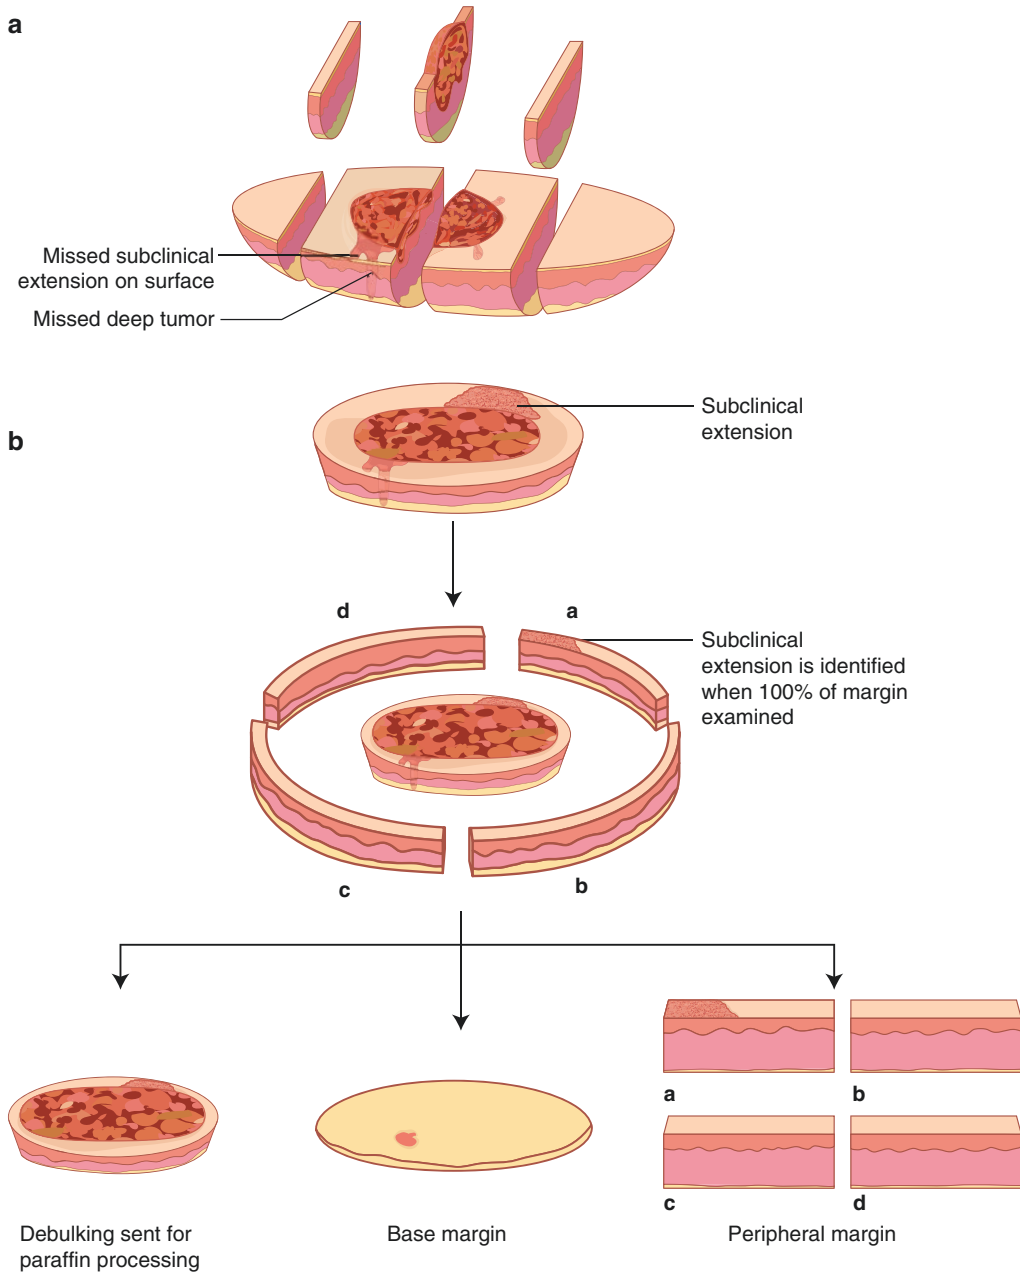 a
Missed subclinical
extension on surface
Missed deep tumor
b
Subclinical
extension
d
a
Subclinical
extension is identified
when 100% of margin
examined
c
b
a
b
c
d
Debulking sent for
paraffin processing
Base margin
Peripheral margin